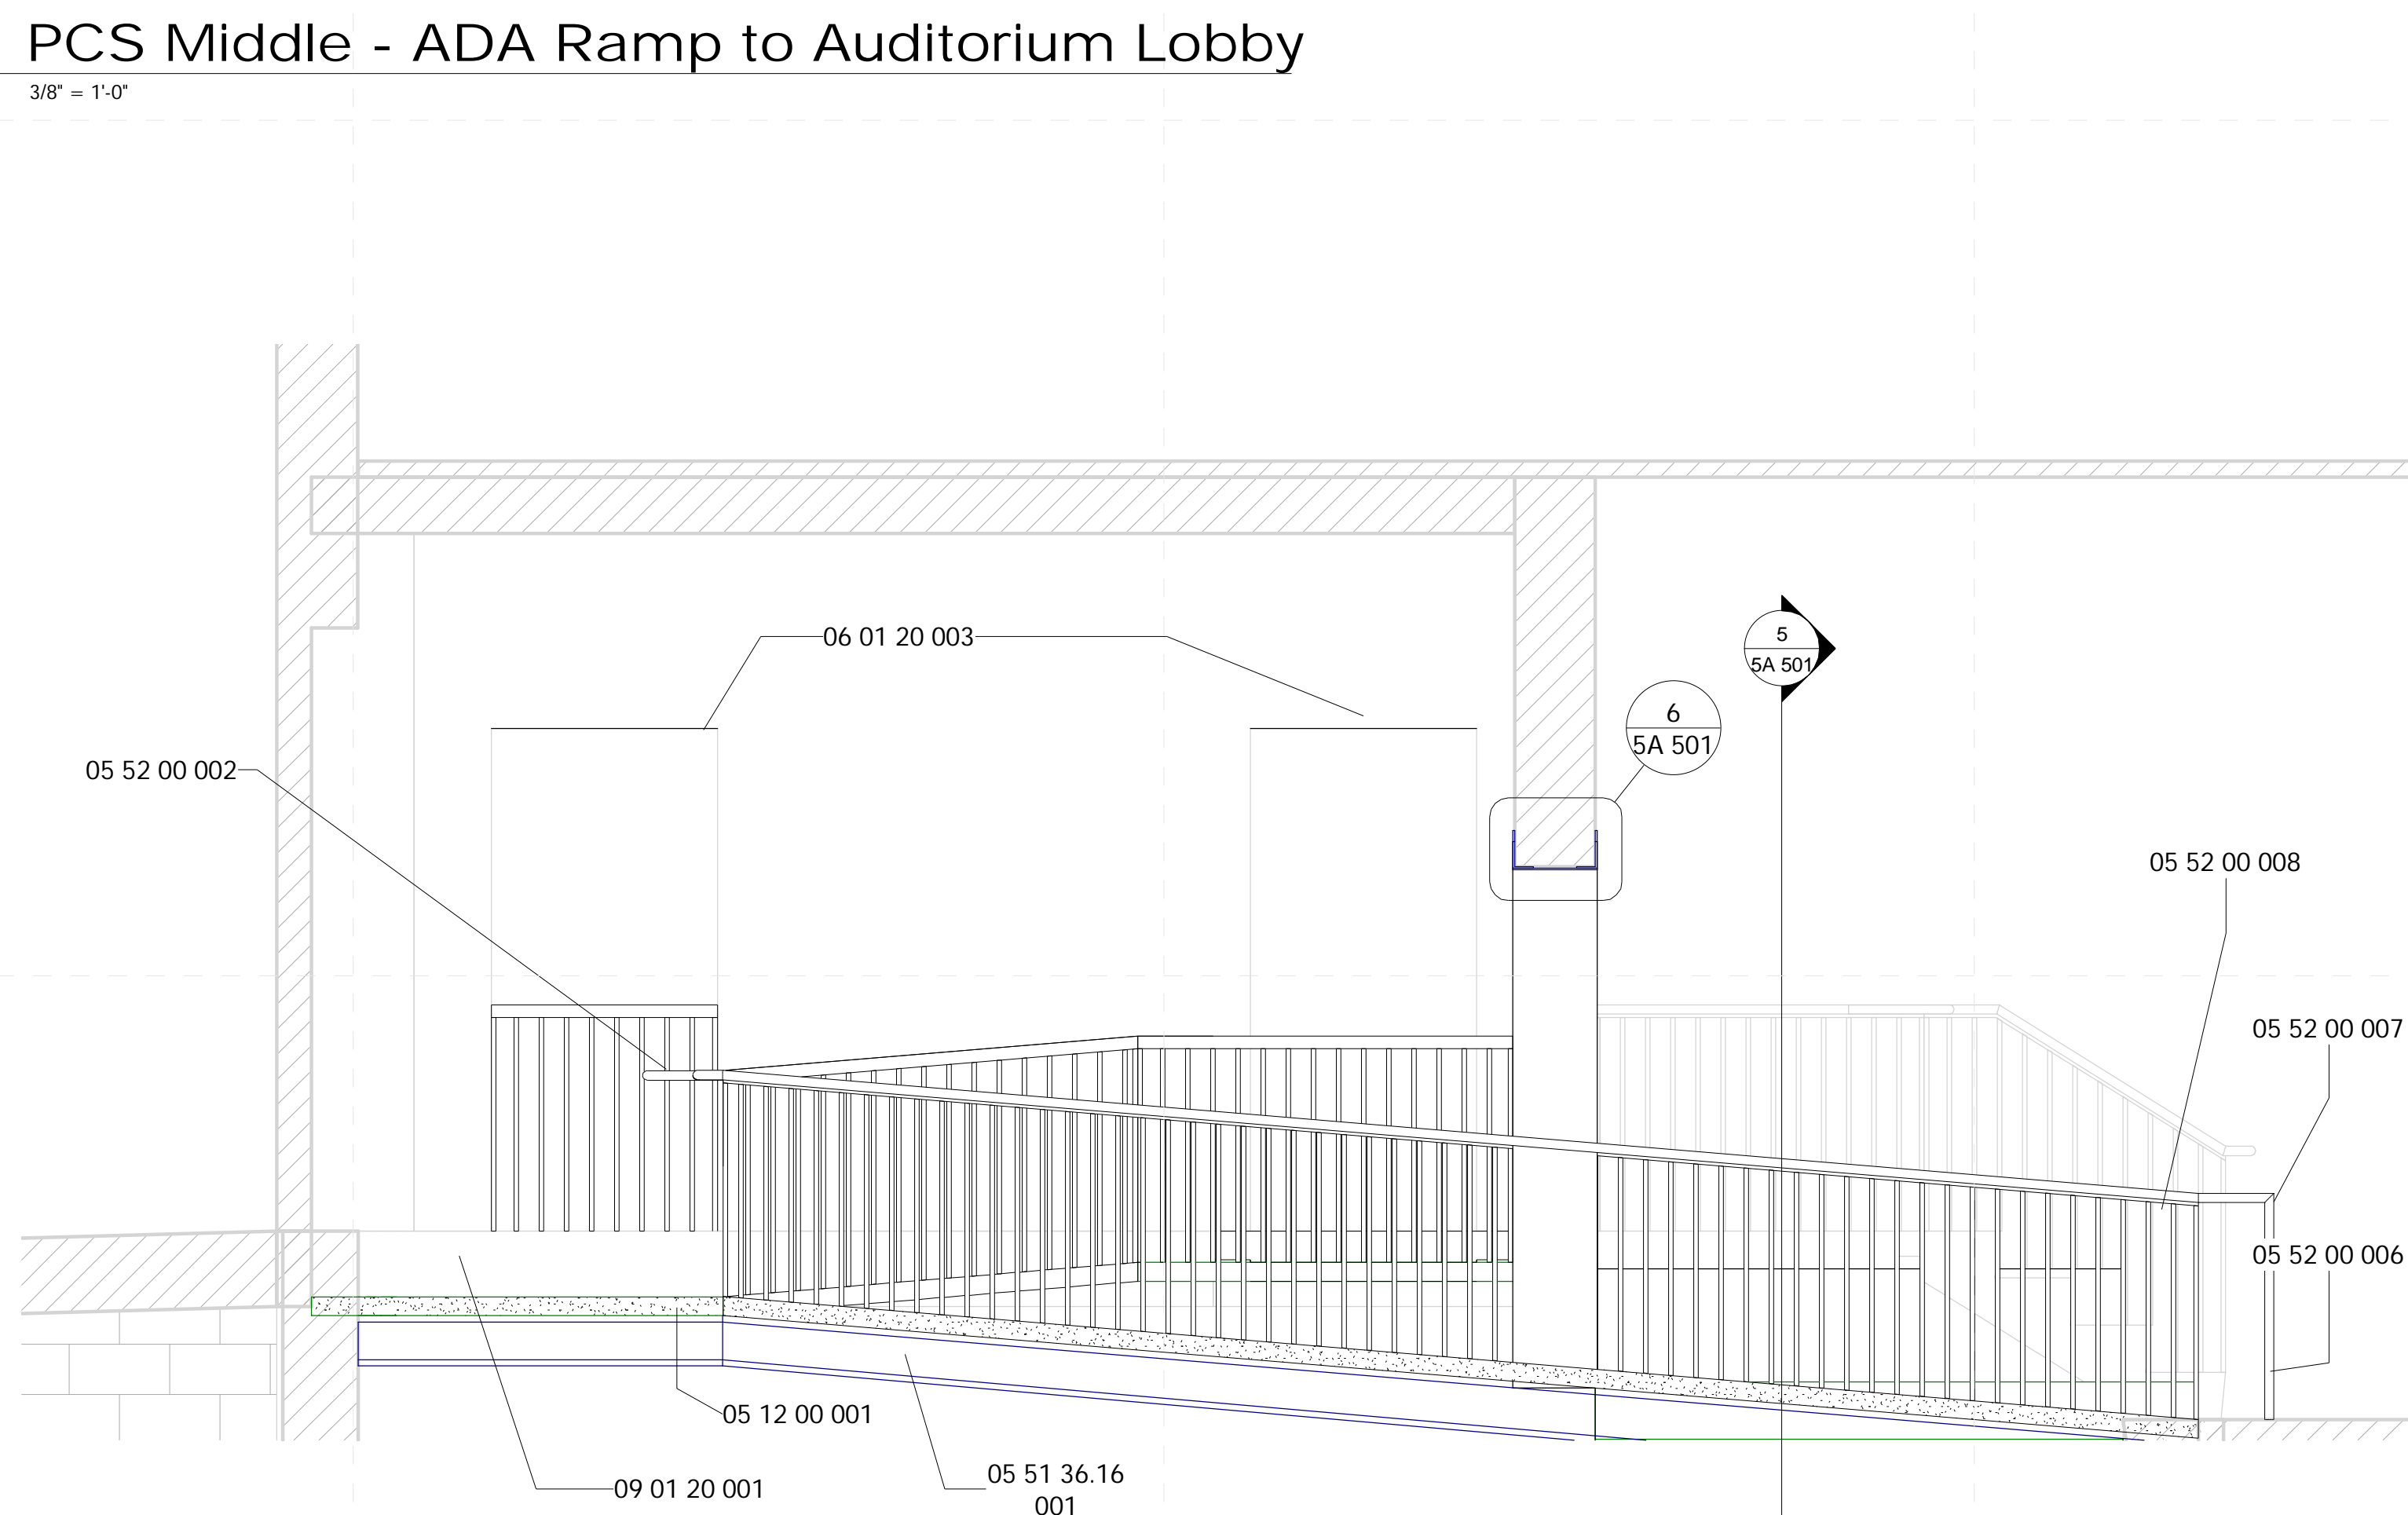 PCS Middle - ADA Ramp to Auditorium Lobby
3/8" = 1'-0"
06 01 20 003
5
5A 501
6
5A 501
05 52 00 002
05 52 00 008
05 52 00 007
05 52 00 006
05 12 00 001
09 01 20 001
05 51 36.16
001